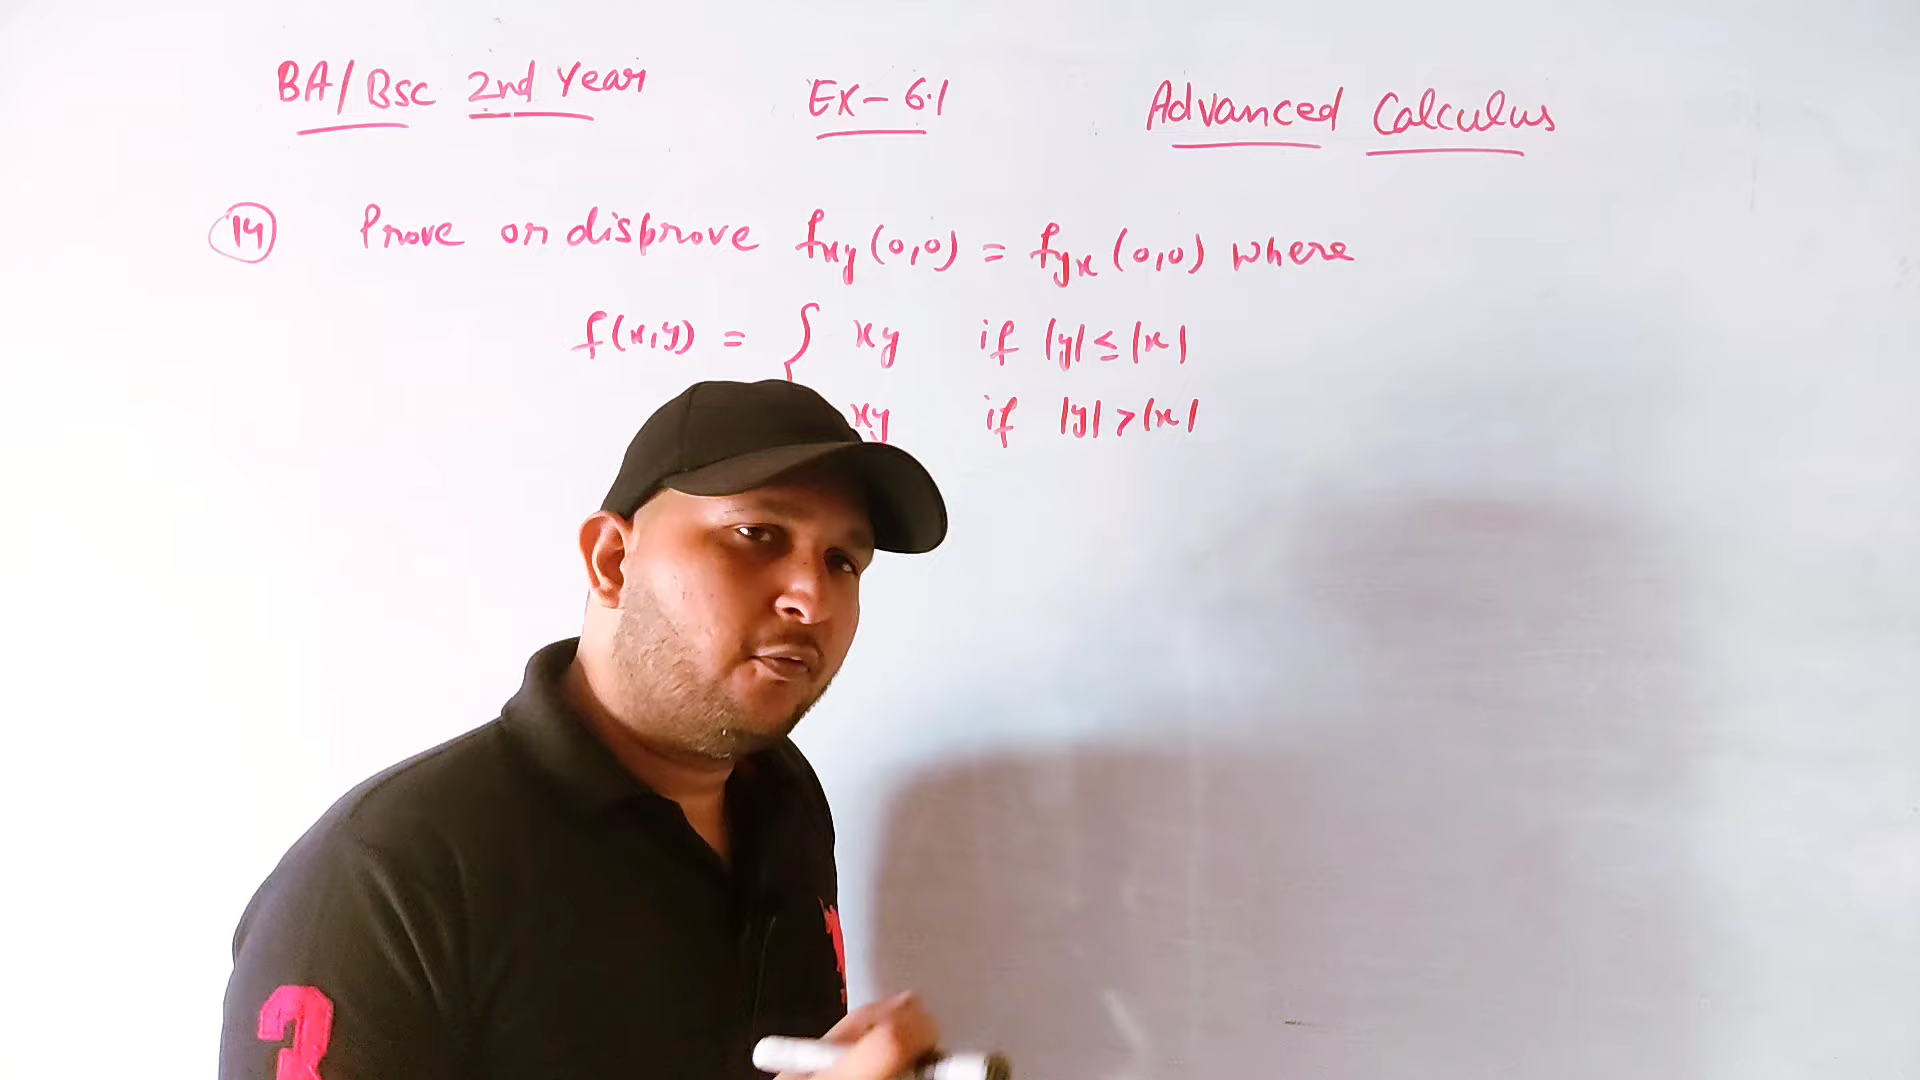 BA/BSc 2nd Year EX-6.1 Advanced Calculus
14 Prove or disprove fxy(0,0) = fyx(0,0) where
f(x,y) = { xy if |y|≤|x|
xy if |y|>|x|
3